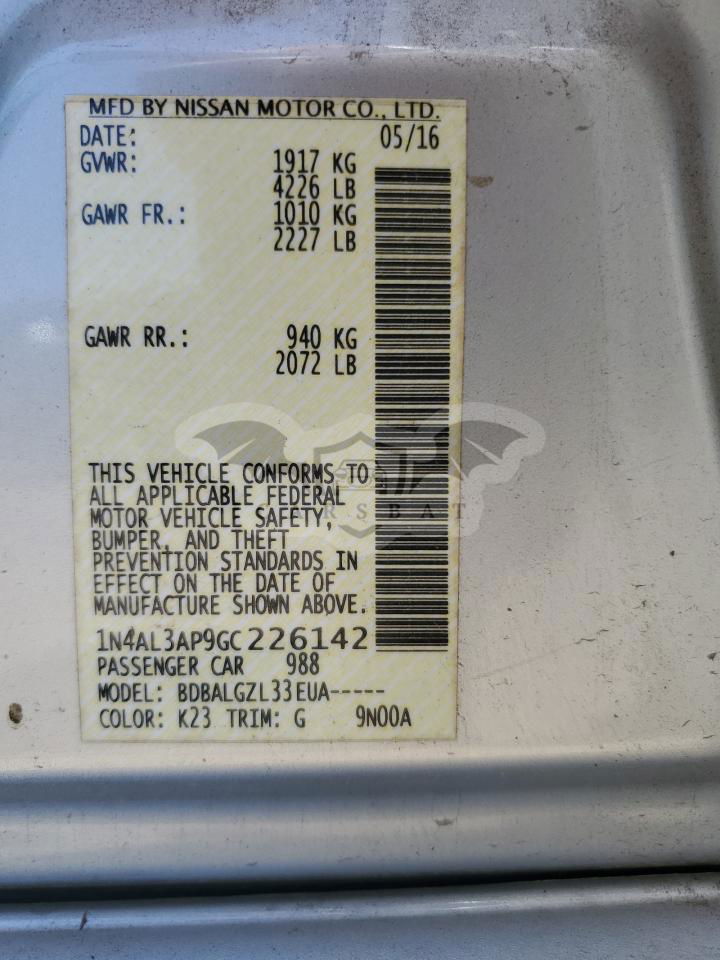 MFD BY NISSAN MOTOR CO., LTD.
DATE: 05/16
GVWR: 1917 KG
4226 LB
GAWR FR.: 1010 KG
2227 LB
GAWR RR.: 940 KG
2072 LB
THIS VEHICLE CONFORMS TO
ALL APPLICABLE FEDERAL
MOTOR VEHICLE SAFETY,
BUMPER, AND THEFT
PREVENTION STANDARDS IN
EFFECT ON THE DATE OF
MANUFACTURE SHOWN ABOVE.
1N4AL3AP9GC226142
PASSENGER CAR 988
MODEL: BDBALGZL33EUA-----
COLOR: K23 TRIM: G 9N00A